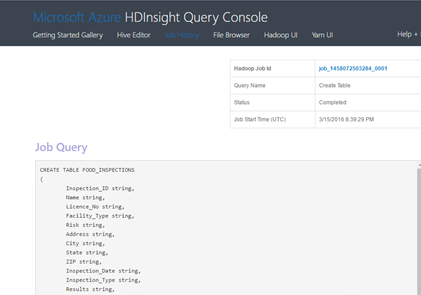 Microsoft Azure HDInsight Query Console
Getting Started Gallery Hive Editor Job History File Browser Hadoop UI Yarn UI Help +
Hadoop Job Id job_1458072503284_0001
Query Name Create Table
Status Completed
Job Start Time (UTC) 3/15/2016 8:39:29 PM
Job Query
CREATE TABLE FOOD_INSPECTIONS
(
Inspection_ID string,
Name string,
Licence_No string,
Facility_Type string,
Risk string,
Address string,
City string,
State string,
ZIP string,
Inspection_Date string,
Inspection_Type string,
Results string,